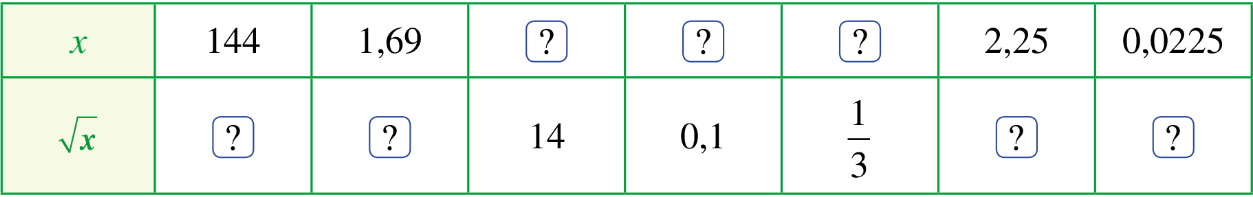 x 144 1,69 ? ? ? 2,25 0,0225
√x ? ? 14 0,1 1/3 ? ?